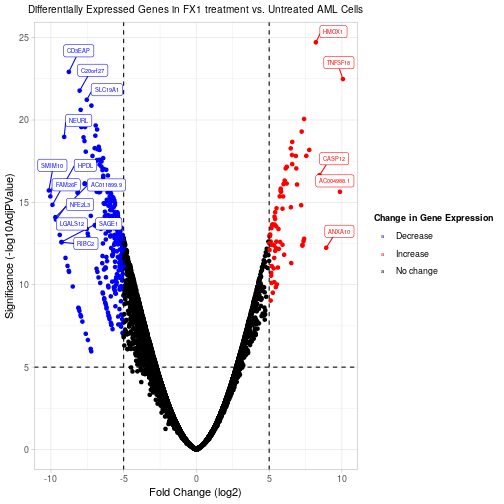 Differentially Expressed Genes in FX1 treatment vs. Untreated AML Cells
HMOX1
CD3EAP
TNFSF18
C20orf27
SLC19A1
NEURL
CASP12
SMIM10
HPDL
AC004986.1
FAM26F
AC011899.9
NFE2L3
LGALS12
SAGE1
ANXA10
RIBC2
25
20
15
10
5
0
-10
-5
0
5
10
Significance (-log10AdjPValue)
Fold Change (log2)
Change in Gene Expression
Decrease
Increase
No change